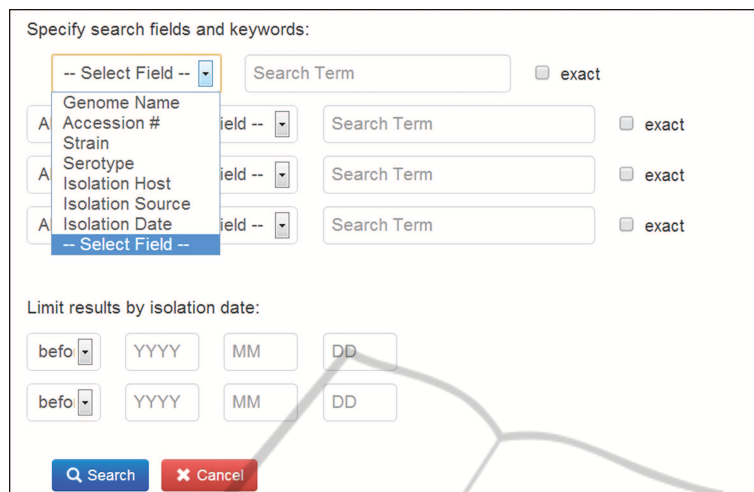 Specify search fields and keywords:
-- Select Field -- Search Term exact
Genome Name
Accession #
Strain
Serotype
Isolation Host
Isolation Source
Isolation Date
-- Select Field --
Search Term exact
Search Term exact
Search Term exact
Limit results by isolation date:
YYYY MM DD
YYYY MM DD
Search Cancel